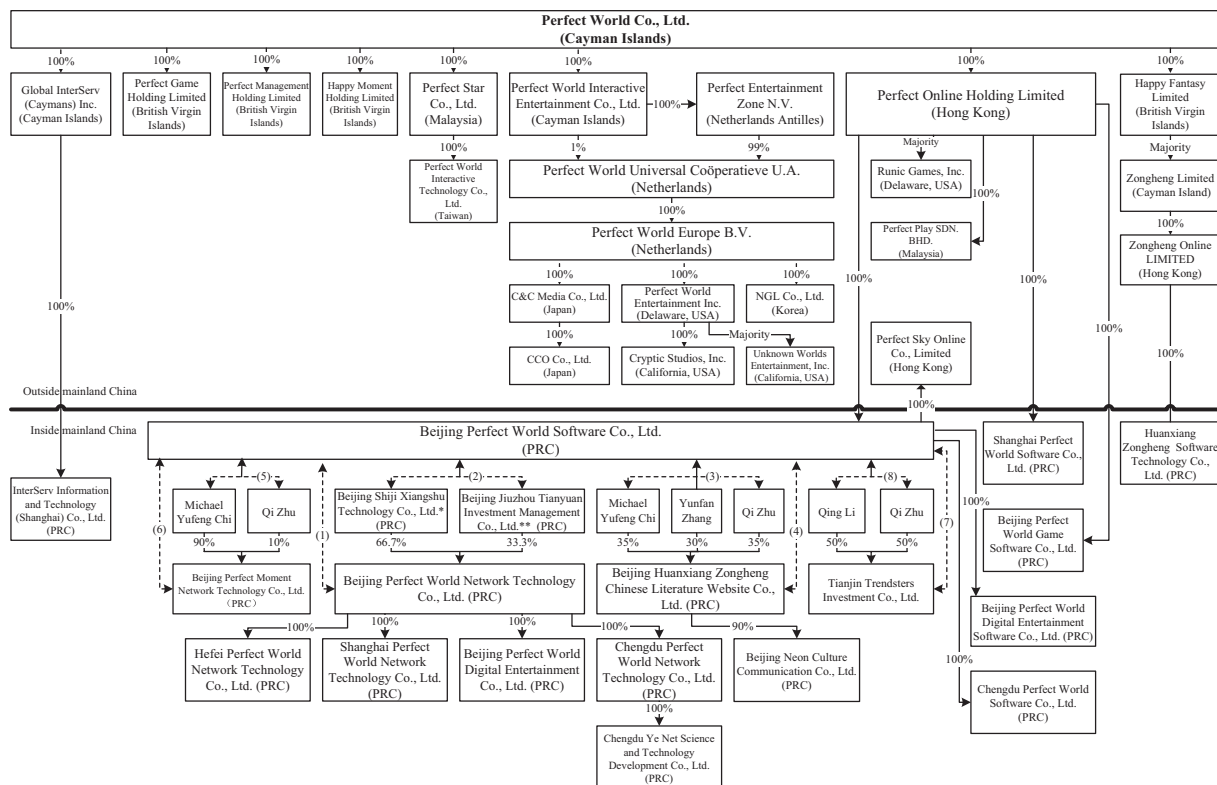 Perfect World Co., Ltd.
(Cayman Islands)
100%
100%
100%
100%
100%
100%
100%
100%
Global InterServ
(Caymans) Inc.
(Cayman Islands)
Perfect Game
Holding Limited
(British Virgin
Islands)
Perfect Management
Holding Limited
(British Virgin
Islands)
Happy Moment
Holding Limited
(British Virgin
Islands)
Perfect Star
Co., Ltd.
(Malaysia)
Perfect World Interactive
Entertainment Co., Ltd.
(Cayman Islands)
100%
Perfect Entertainment
Zone N.V.
(Netherlands Antilles)
Perfect Online Holding Limited
(Hong Kong)
Happy Fantasy
Limited
(British Virgin
Islands)
100%
1%
99%
Majority
Majority
Perfect World
Interactive
Technology Co.,
Ltd.
(Taiwan)
Perfect World Universal Coöperatieve U.A.
(Netherlands)
Runic Games, Inc.
(Delaware, USA)
100%
Zongheng Limited
(Cayman Island)
100%
100%
Perfect World Europe B.V.
(Netherlands)
Perfect Play SDN.
BHD.
(Malaysia)
Zongheng Online
LIMITED
(Hong Kong)
100%
100%
100%
100%
100%
100%
100%
C&C Media Co., Ltd.
(Japan)
Perfect World
Entertainment Inc.
(Delaware, USA)
NGL Co., Ltd.
(Korea)
100%
100%
Majority
Perfect Sky Online
Co., Limited
(Hong Kong)
100%
CCO Co., Ltd.
(Japan)
Cryptic Studios, Inc.
(California, USA)
Unknown Worlds
Entertainment, Inc.
(California, USA)
Outside mainland China
100%
Inside mainland China
Beijing Perfect World Software Co., Ltd.
(PRC)
Shanghai Perfect
World Software Co.,
Ltd. (PRC)
Huanxiang
Zongheng Software
Technology Co.,
Ltd. (PRC)
InterServ Information
and Technology
(Shanghai) Co., Ltd.
(PRC)
(5)
(2)
(3)
(8)
Michael
Yufeng Chi
Qi Zhu
Beijing Shiji Xiangshu
Technology Co., Ltd.*
(PRC)
Beijing Jiuzhou Tianyuan
Investment Management
Co., Ltd.** (PRC)
Michael
Yufeng Chi
Yunfan
Zhang
Qi Zhu
Qing Li
Qi Zhu
100%
(6)
(1)
(4)
(7)
90%
10%
66.7%
33.3%
35%
30%
35%
50%
50%
Beijing Perfect
World Game
Software Co., Ltd.
(PRC)
Beijing Perfect Moment
Network Technology Co., Ltd.
(PRC)
Beijing Perfect World Network Technology
Co., Ltd. (PRC)
Beijing Huanxiang Zongheng
Chinese Literature Website Co.,
Ltd. (PRC)
Tianjin Trendsters
Investment Co., Ltd.
Beijing Perfect World
Digital Entertainment
Software Co., Ltd. (PRC)
100%
100%
100%
100%
90%
Hefei Perfect World
Network Technology
Co., Ltd. (PRC)
Shanghai Perfect
World Network
Technology Co., Ltd.
(PRC)
Beijing Perfect World
Digital Entertainment
Co., Ltd. (PRC)
Chengdu Perfect
World Network
Technology Co., Ltd.
(PRC)
Beijing Neon Culture
Communication Co., Ltd.
(PRC)
100%
Chengdu Perfect World
Software Co., Ltd.
(PRC)
100%
Chengdu Ye Net Science and
Technology Development Co., Ltd.
(PRC)